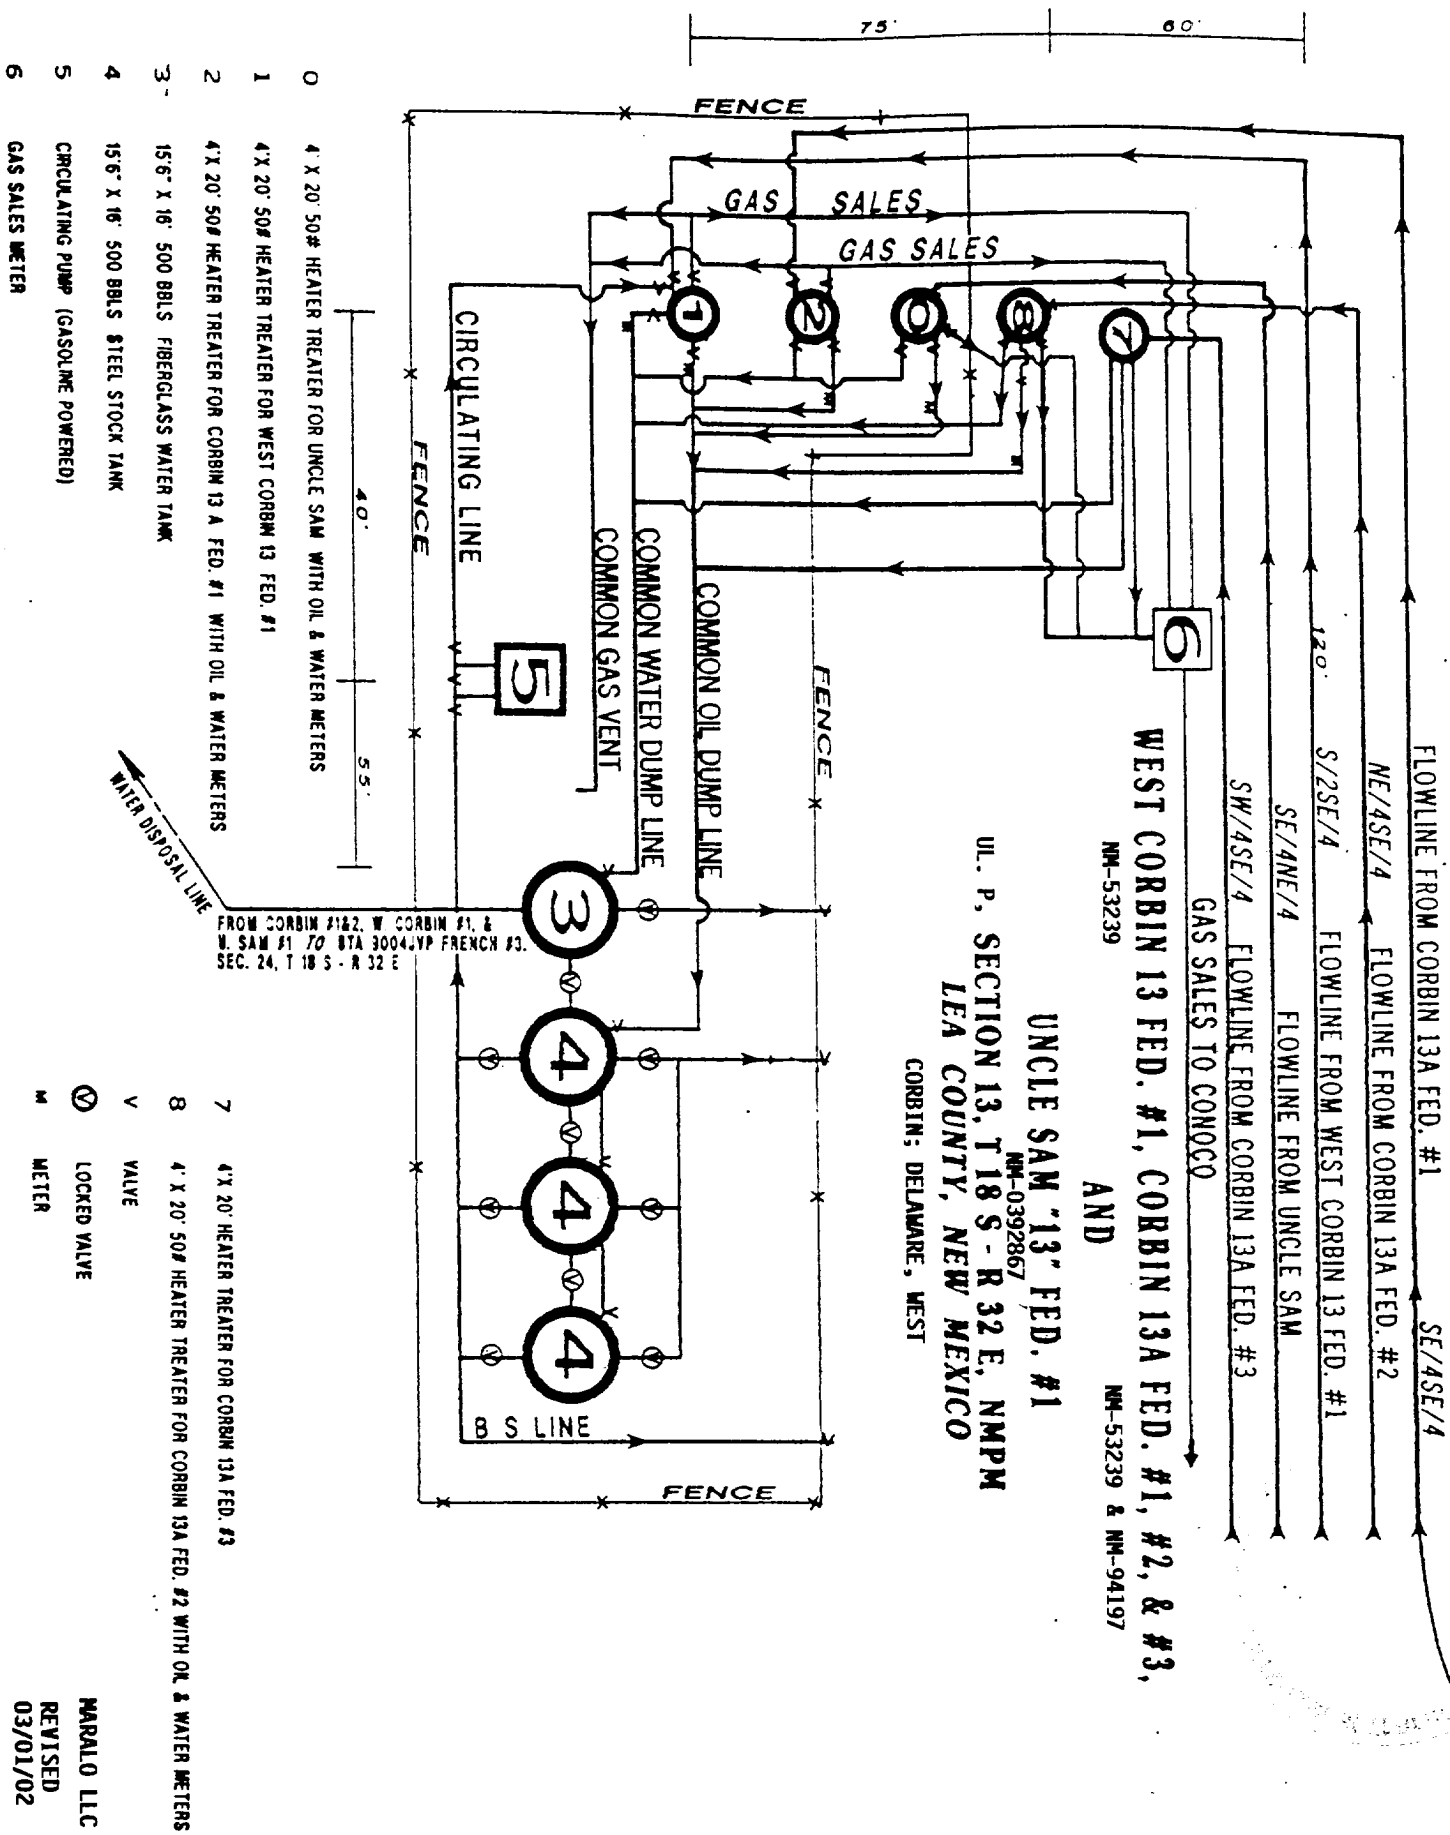 FLOWLINE FROM CORBIN 13A FED. #1 SE/4SE/4
NE/4SE/4 FLOWLINE FROM CORBIN 13A FED. #2
S/2SE/4 FLOWLINE FROM WEST CORBIN 13 FED. #1
SE/4NE/4 FLOWLINE FROM UNCLE SAM
SW/4SE/4 FLOWLINE FROM CORBIN 13A FED. #3
GAS SALES TO CONOCO
60'
75'
120'
6
WEST CORBIN 13 FED. #1, CORBIN 13A FED. #1, #2, & #3,
NM-53239 NM-53239 & NM-94197
AND
UNCLE SAM "13" FED. #1
NM-0392867
UL. P, SECTION 13, T 18 S - R 32 E, NMPM
LEA COUNTY, NEW MEXICO
CORBIN; DELAWARE, WEST
7
8
0
2
1
GAS SALES
GAS SALES
FENCE
FENCE
FENCE
FENCE
COMMON OIL DUMP LINE
COMMON WATER DUMP LINE
COMMON GAS VENT
5
CIRCULATING LINE
3
4
4
4
B S LINE
40'
55'
WATER DISPOSAL LINE
FROM CORBIN #1&2, W. CORBIN #1, &
U. SAM #1 TO BTA 9004JVP FRENCH #3.
SEC. 24, T 18 S - R 32 E
0 4' X 20' 50# HEATER TREATER FOR UNCLE SAM WITH OIL & WATER METERS
1 4'X 20' 50# HEATER TREATER FOR WEST CORBIN 13 FED. #1
2 4'X 20' 50# HEATER TREATER FOR CORBIN 13 A FED. #1 WITH OIL & WATER METERS
3 15'6" X 16' 500 BBLS FIBERGLASS WATER TANK
4 15'6" X 16' 500 BBLS STEEL STOCK TANK
5 CIRCULATING PUMP (GASOLINE POWERED)
6 GAS SALES METER
7 4'X 20' HEATER TREATER FOR CORBIN 13A FED. #3
8 4' X 20' 50# HEATER TREATER FOR CORBIN 13A FED. #2 WITH OIL & WATER METERS
V VALVE
V LOCKED VALVE
M METER
MARALO LLC
REVISED
03/01/02